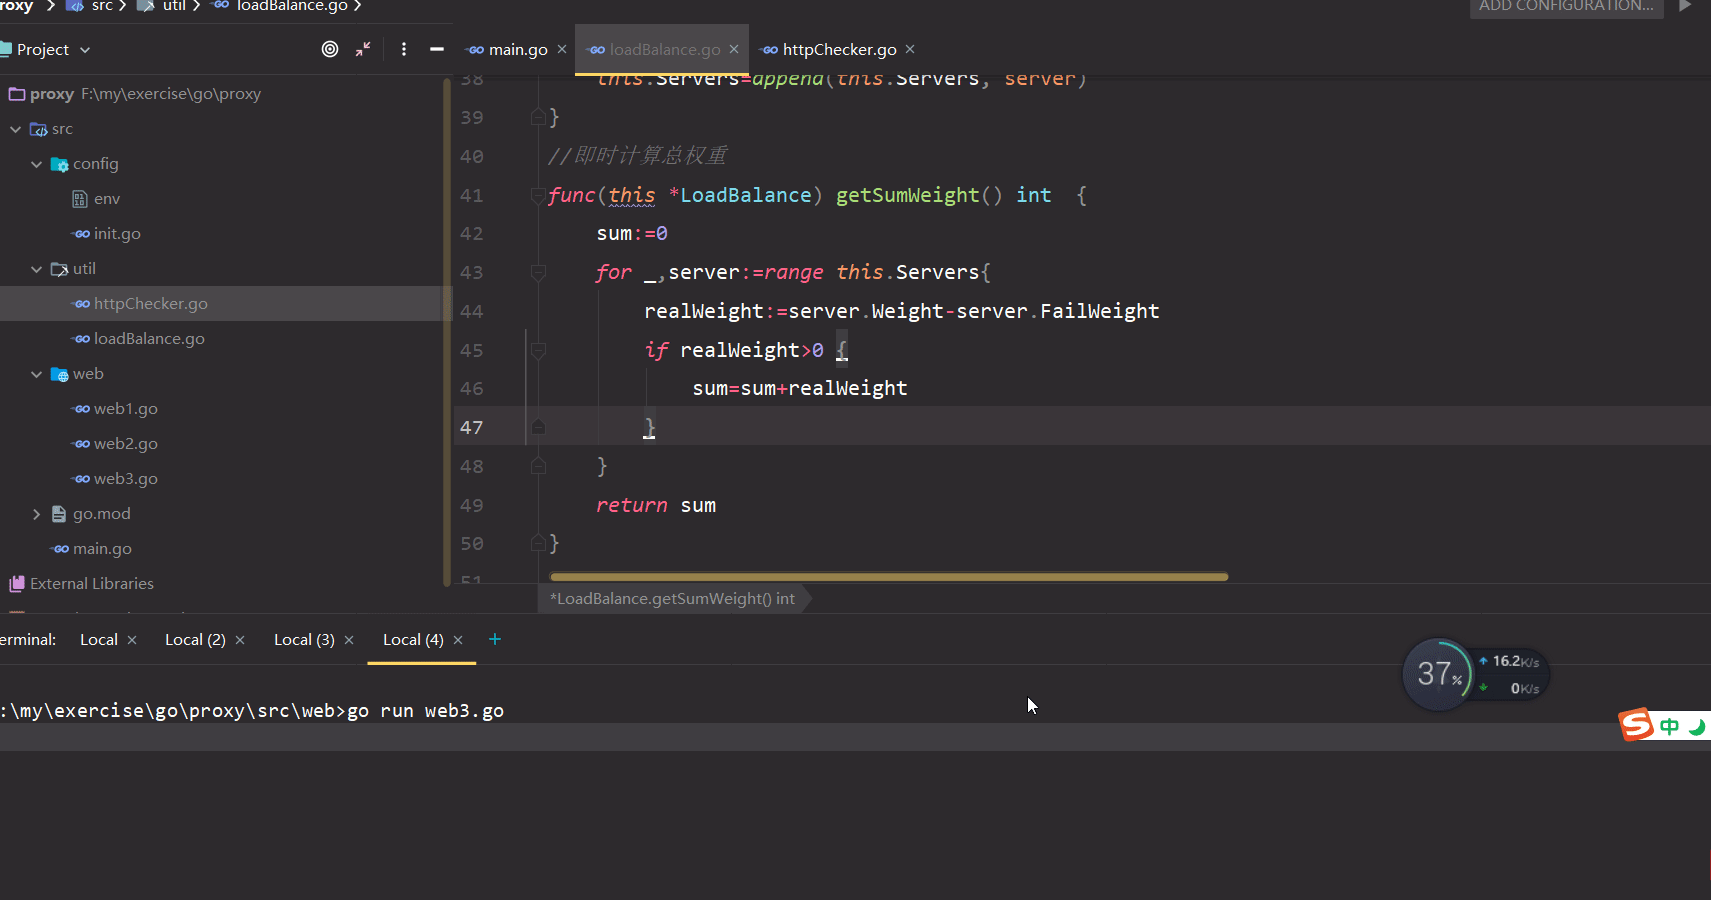 roxy > src > util > loadBalance.go >
ADD CONFIGURATION...
Project
main.go × loadBalance.go × httpChecker.go ×
proxy F:\my\exercise\go\proxy
src
config
env
init.go
util
httpChecker.go
loadBalance.go
web
web1.go
web2.go
web3.go
go.mod
main.go
External Libraries
38 this.Servers=append(this.Servers, server)
39 }
40 //即时计算总权重
41 func(this *LoadBalance) getSumWeight() int {
42 sum:=0
43 for _,server:=range this.Servers{
44 realWeight:=server.Weight-server.FailWeight
45 if realWeight>0 {
46 sum=sum+realWeight
47 }
48 }
49 return sum
50 }
51
*LoadBalance.getSumWeight() int
erminal: Local × Local (2) × Local (3) × Local (4) × +
:\my\exercise\go\proxy\src\web>go run web3.go
37%
16.2K/s
0K/s
S 中